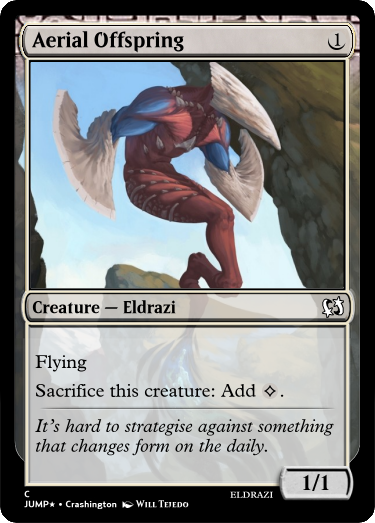 Aerial Offspring 1
Creature — Eldrazi
Flying
Sacrifice this creature: Add ◇.
It's hard to strategise against something
that changes form on the daily.
1/1
C
JUMP★ • Crashington Will Tejedo
ELDRAZI